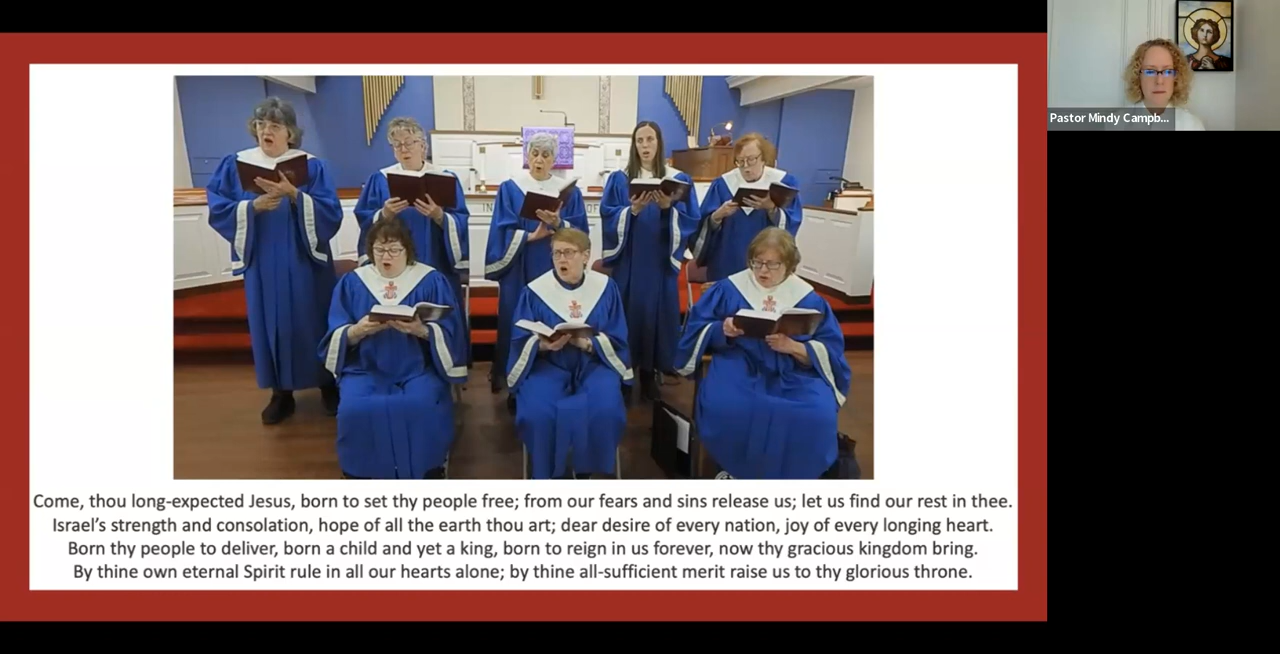 Pastor Mindy Campb...
IN
OF
Come, thou long-expected Jesus, born to set thy people free; from our fears and sins release us; let us find our rest in thee.
Israel’s strength and consolation, hope of all the earth thou art; dear desire of every nation, joy of every longing heart.
Born thy people to deliver, born a child and yet a king, born to reign in us forever, now thy gracious kingdom bring.
By thine own eternal Spirit rule in all our hearts alone; by thine all-sufficient merit raise us to thy glorious throne.